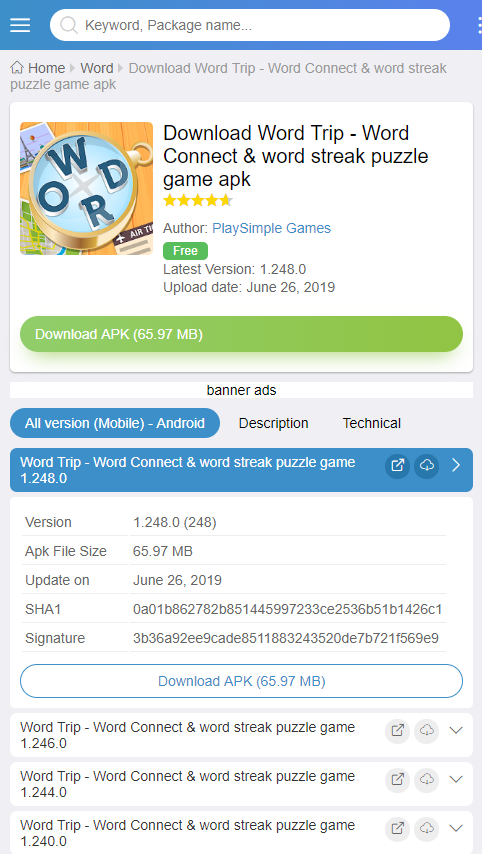 Keyword, Package name...
Home Word Download Word Trip - Word Connect & word streak
puzzle game apk
WORD
AIR TI
Download Word Trip - Word
Connect & word streak puzzle
game apk
Author: PlaySimple Games
Free
Latest Version: 1.248.0
Upload date: June 26, 2019
Download APK (65.97 MB)
banner ads
All version (Mobile) - Android Description Technical
Word Trip - Word Connect & word streak puzzle game
1.248.0
Version 1.248.0 (248)
Apk File Size 65.97 MB
Update on June 26, 2019
SHA1 0a01b862782b851445997233ce2536b51b1426c1
Signature 3b36a92ee9cade8511883243520de7b721f569e9
Download APK (65.97 MB)
Word Trip - Word Connect & word streak puzzle game
1.246.0
Word Trip - Word Connect & word streak puzzle game
1.244.0
Word Trip - Word Connect & word streak puzzle game
1.240.0